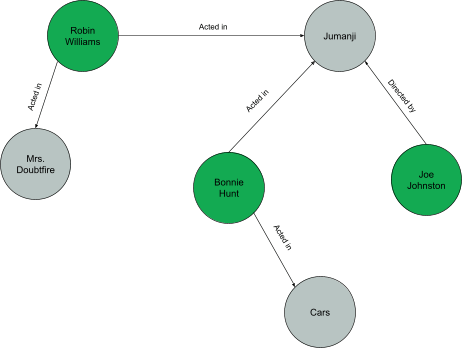 Robin
Williams
Acted in
Jumanji
Acted in
Acted in
Directed by
Mrs.
Doubtfire
Bonnie
Hunt
Joe
Johnston
Acted in
Cars